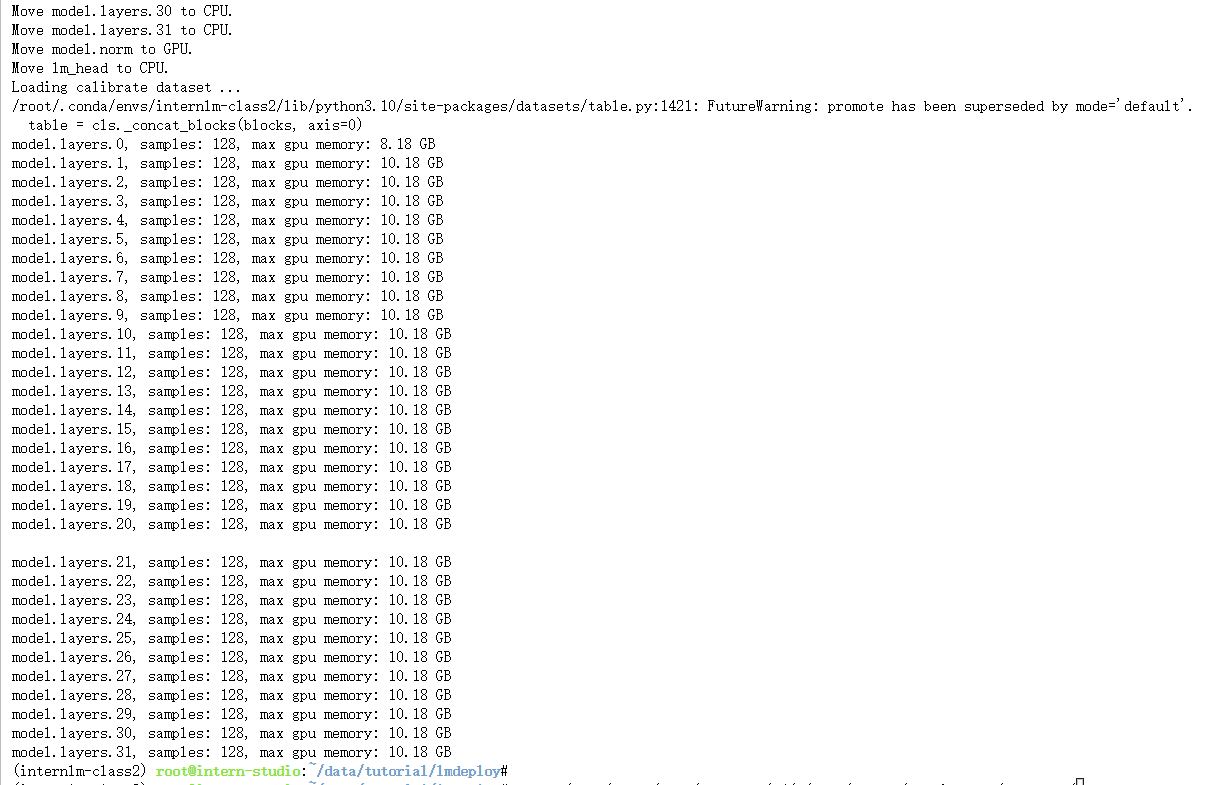 Move model.layers.30 to CPU.
Move model.layers.31 to CPU.
Move model.norm to GPU.
Move lm_head to CPU.
Loading calibrate dataset ...
/root/.conda/envs/internlm-class2/lib/python3.10/site-packages/datasets/table.py:1421: FutureWarning: promote has been superseded by mode='default'.
  table = cls._concat_blocks(blocks, axis=0)
model.layers.0, samples: 128, max gpu memory: 8.18 GB
model.layers.1, samples: 128, max gpu memory: 10.18 GB
model.layers.2, samples: 128, max gpu memory: 10.18 GB
model.layers.3, samples: 128, max gpu memory: 10.18 GB
model.layers.4, samples: 128, max gpu memory: 10.18 GB
model.layers.5, samples: 128, max gpu memory: 10.18 GB
model.layers.6, samples: 128, max gpu memory: 10.18 GB
model.layers.7, samples: 128, max gpu memory: 10.18 GB
model.layers.8, samples: 128, max gpu memory: 10.18 GB
model.layers.9, samples: 128, max gpu memory: 10.18 GB
model.layers.10, samples: 128, max gpu memory: 10.18 GB
model.layers.11, samples: 128, max gpu memory: 10.18 GB
model.layers.12, samples: 128, max gpu memory: 10.18 GB
model.layers.13, samples: 128, max gpu memory: 10.18 GB
model.layers.14, samples: 128, max gpu memory: 10.18 GB
model.layers.15, samples: 128, max gpu memory: 10.18 GB
model.layers.16, samples: 128, max gpu memory: 10.18 GB
model.layers.17, samples: 128, max gpu memory: 10.18 GB
model.layers.18, samples: 128, max gpu memory: 10.18 GB
model.layers.19, samples: 128, max gpu memory: 10.18 GB
model.layers.20, samples: 128, max gpu memory: 10.18 GB
model.layers.21, samples: 128, max gpu memory: 10.18 GB
model.layers.22, samples: 128, max gpu memory: 10.18 GB
model.layers.23, samples: 128, max gpu memory: 10.18 GB
model.layers.24, samples: 128, max gpu memory: 10.18 GB
model.layers.25, samples: 128, max gpu memory: 10.18 GB
model.layers.26, samples: 128, max gpu memory: 10.18 GB
model.layers.27, samples: 128, max gpu memory: 10.18 GB
model.layers.28, samples: 128, max gpu memory: 10.18 GB
model.layers.29, samples: 128, max gpu memory: 10.18 GB
model.layers.30, samples: 128, max gpu memory: 10.18 GB
model.layers.31, samples: 128, max gpu memory: 10.18 GB
(internlm-class2) root@intern-studio:~/data/tutorial/lmdeploy#